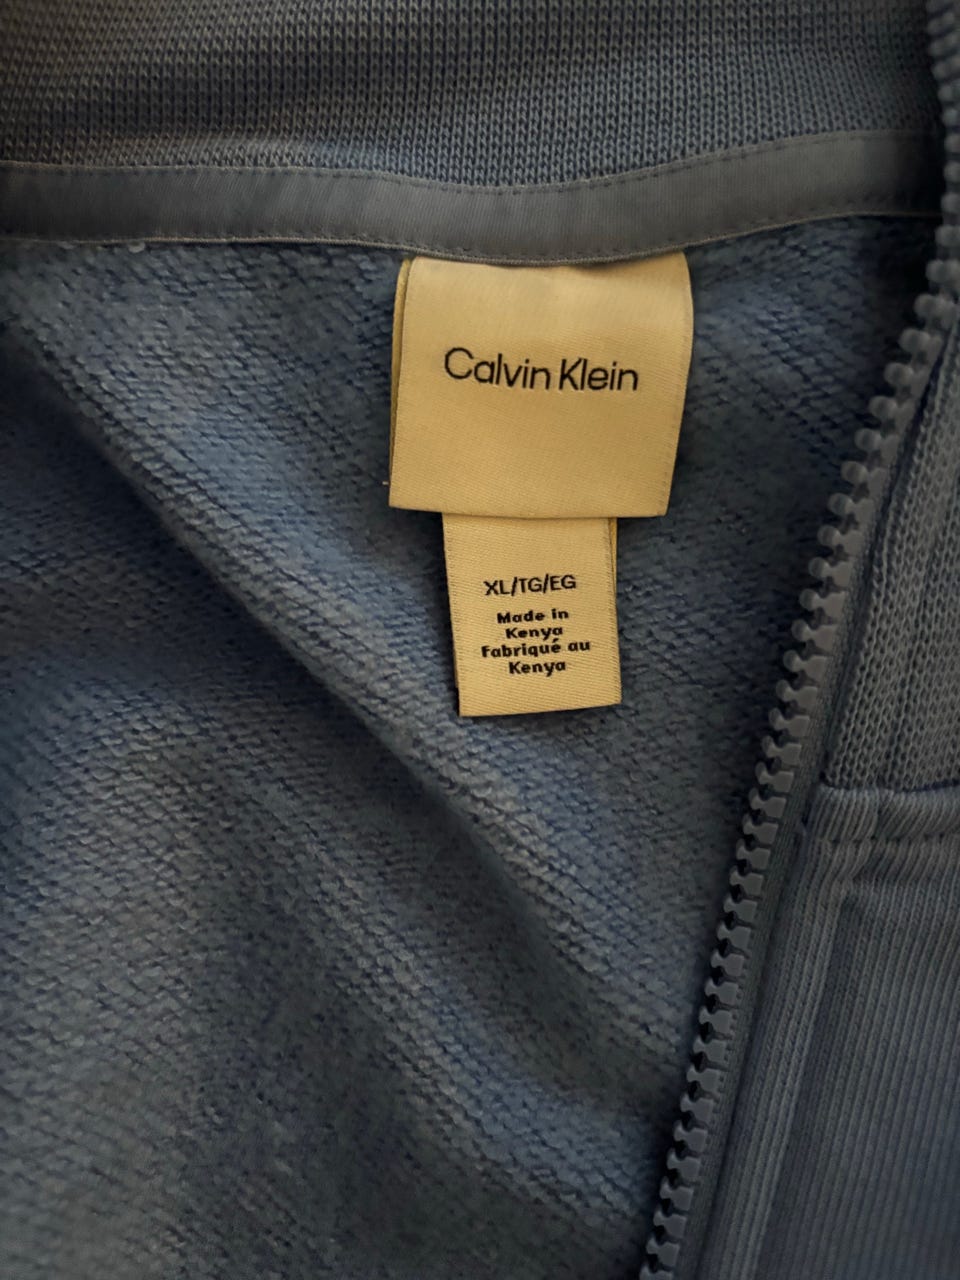 Calvin Klein
XL/TG/EG
Made in
Kenya
Fabriqué au
Kenya